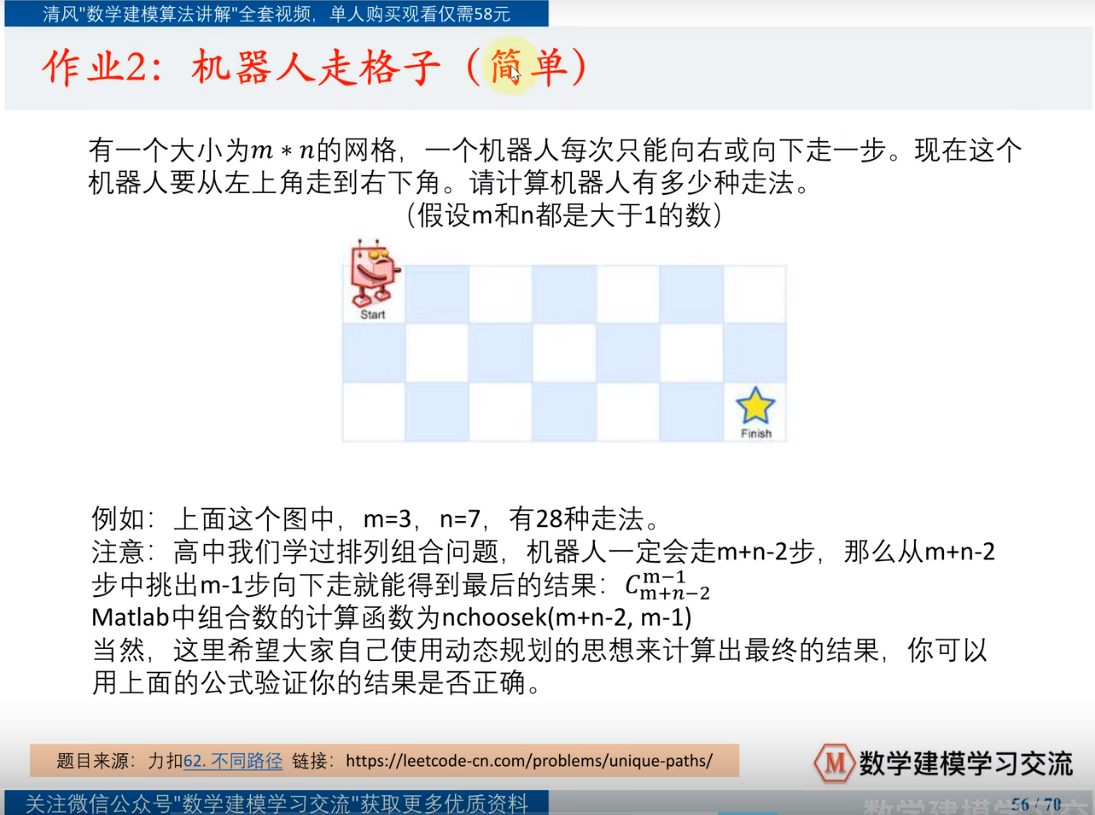 清风"数学建模算法讲解"全套视频，单人购买观看仅需58元
作业2：机器人走格子（简单）
有一个大小为m∗n的网格，一个机器人每次只能向右或向下走一步。现在这个
机器人要从左上角走到右下角。请计算机器人有多少种走法。
（假设m和n都是大于1的数）
Start
Finish
例如：上面这个图中，m=3，n=7，有28种走法。
注意：高中我们学过排列组合问题，机器人一定会走m+n-2步，那么从m+n-2
步中挑出m-1步向下走就能得到最后的结果：C_{m+n−2}^{m−1}
Matlab中组合数的计算函数为nchoosek(m+n-2, m-1)
当然，这里希望大家自己使用动态规划的思想来计算出最终的结果，你可以
用上面的公式验证你的结果是否正确。
题目来源：力扣62. 不同路径 链接：https://leetcode-cn.com/problems/unique-paths/
M 数学建模学习交流
关注微信公众号"数学建模学习交流"获取更多优质资料
56 / 70
数学建模学习交